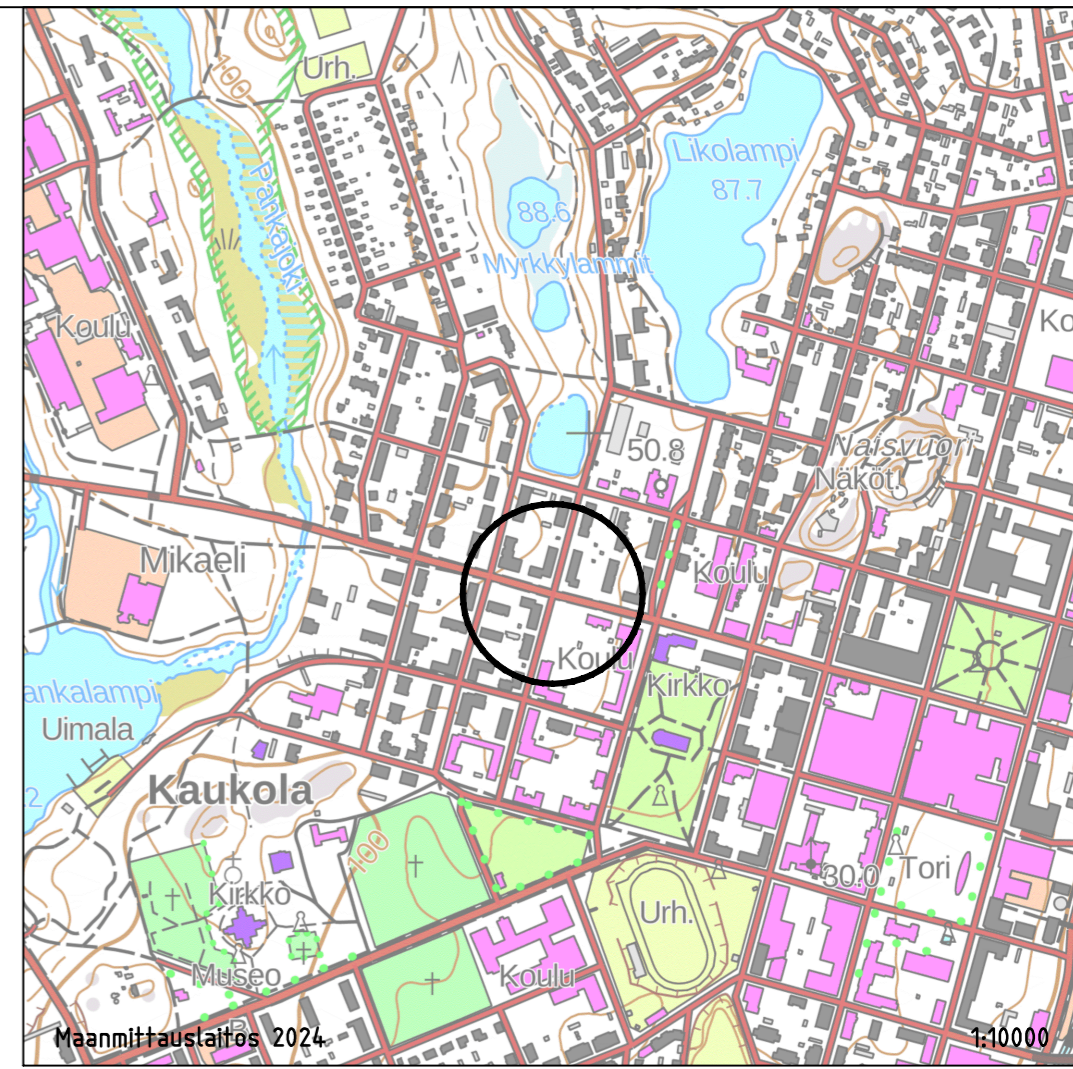 100
Urh.
Pankajoki
Likolampi
87.7
88.6
Myrkkylammit
Koulu
Ko
50.8
Naisvuori
Näköt.
Mikaeli
Koulu
Koulu
Kirkko
ankalampi
Uimala
2
Kaukola
100
30.0
Tori
Kirkko
Urh.
Museo
Koulu
Maanmittauslaitos 2024
1:10000